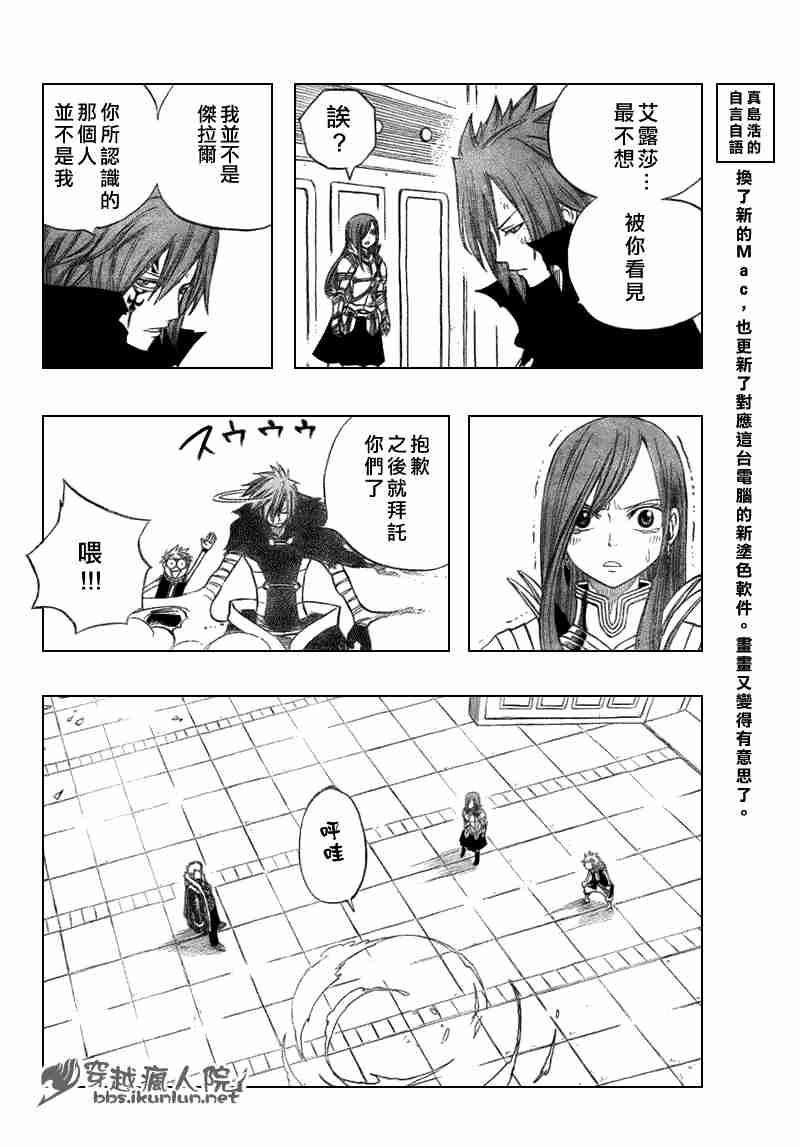 真島浩的
自言自語
換了新的Mac，也更新了對應這台電腦的新塗色軟件。畫畫又變得有意思了。
艾露莎…
最不想
被你看見
誒？
我並不是
傑拉爾
你所認識的
那個人
並不是我
抱歉
之後就拜託
你們了
スウウウ
喂
!!!
呼哇
穿越瘋人院
bbs.ikunlun.net